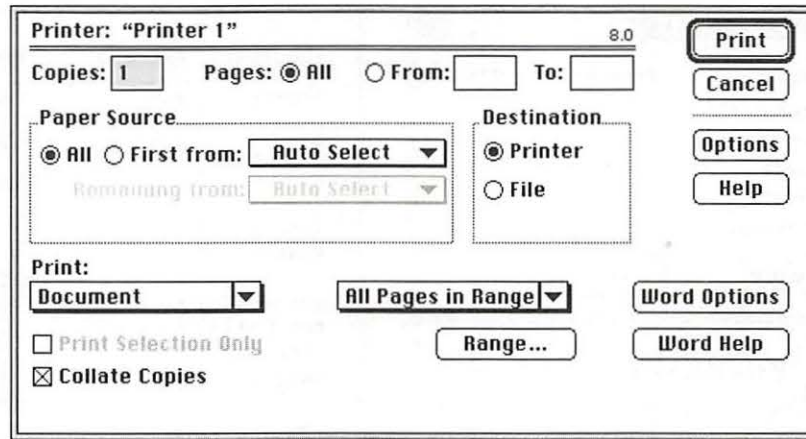 Printer: “Printer 1” 8.0 Print
Copies: 1 Pages: All From: To: Cancel
Paper Source Destination
All First from: Auto Select Printer Options
Remaining from: Auto Select File Help
Print:
Document All Pages in Range Word Options
Print Selection Only Range... Word Help
Collate Copies